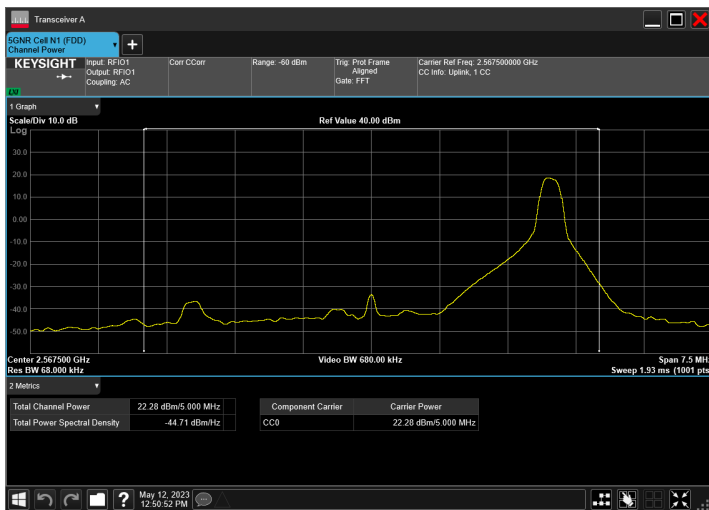 Transceiver A
5GNR Cell N1 (FDD)
Channel Power
KEYSIGHT
Input: RFIO1
Output: RFIO1
Coupling: AC
Corr CCorr
Range: -60 dBm
Trig: Prot Frame
Aligned
Gate: FFT
Carrier Ref Freq: 2.567500000 GHz
CC Info: Uplink, 1 CC
LXI
1 Graph
Scale/Div 10.0 dB
Ref Value 40.00 dBm
Log
30.0
20.0
10.0
0.00
-10.0
-20.0
-30.0
-40.0
-50.0
Center 2.567500 GHz
Video BW 680.00 kHz
Span 7.5 MH
Res BW 68.000 kHz
Sweep 1.93 ms (1001 pts
2 Metrics
Total Channel Power 22.28 dBm/5.000 MHz
Total Power Spectral Density -44.71 dBm/Hz
Component Carrier Carrier Power
CC0 22.28 dBm/5.000 MHz
?
May 12, 2023
12:50:52 PM